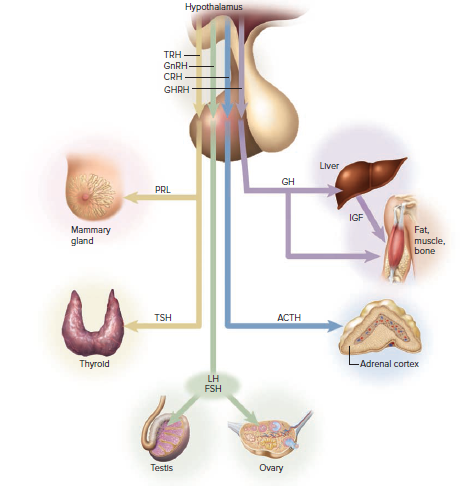 Hypothalamus
TRH
GnRH
CRH
GHRH
Liver
GH
PRL
IGF
Mammary
gland
Fat,
muscle,
bone
TSH
ACTH
Thyroid
Adrenal cortex
LH
FSH
Testis
Ovary